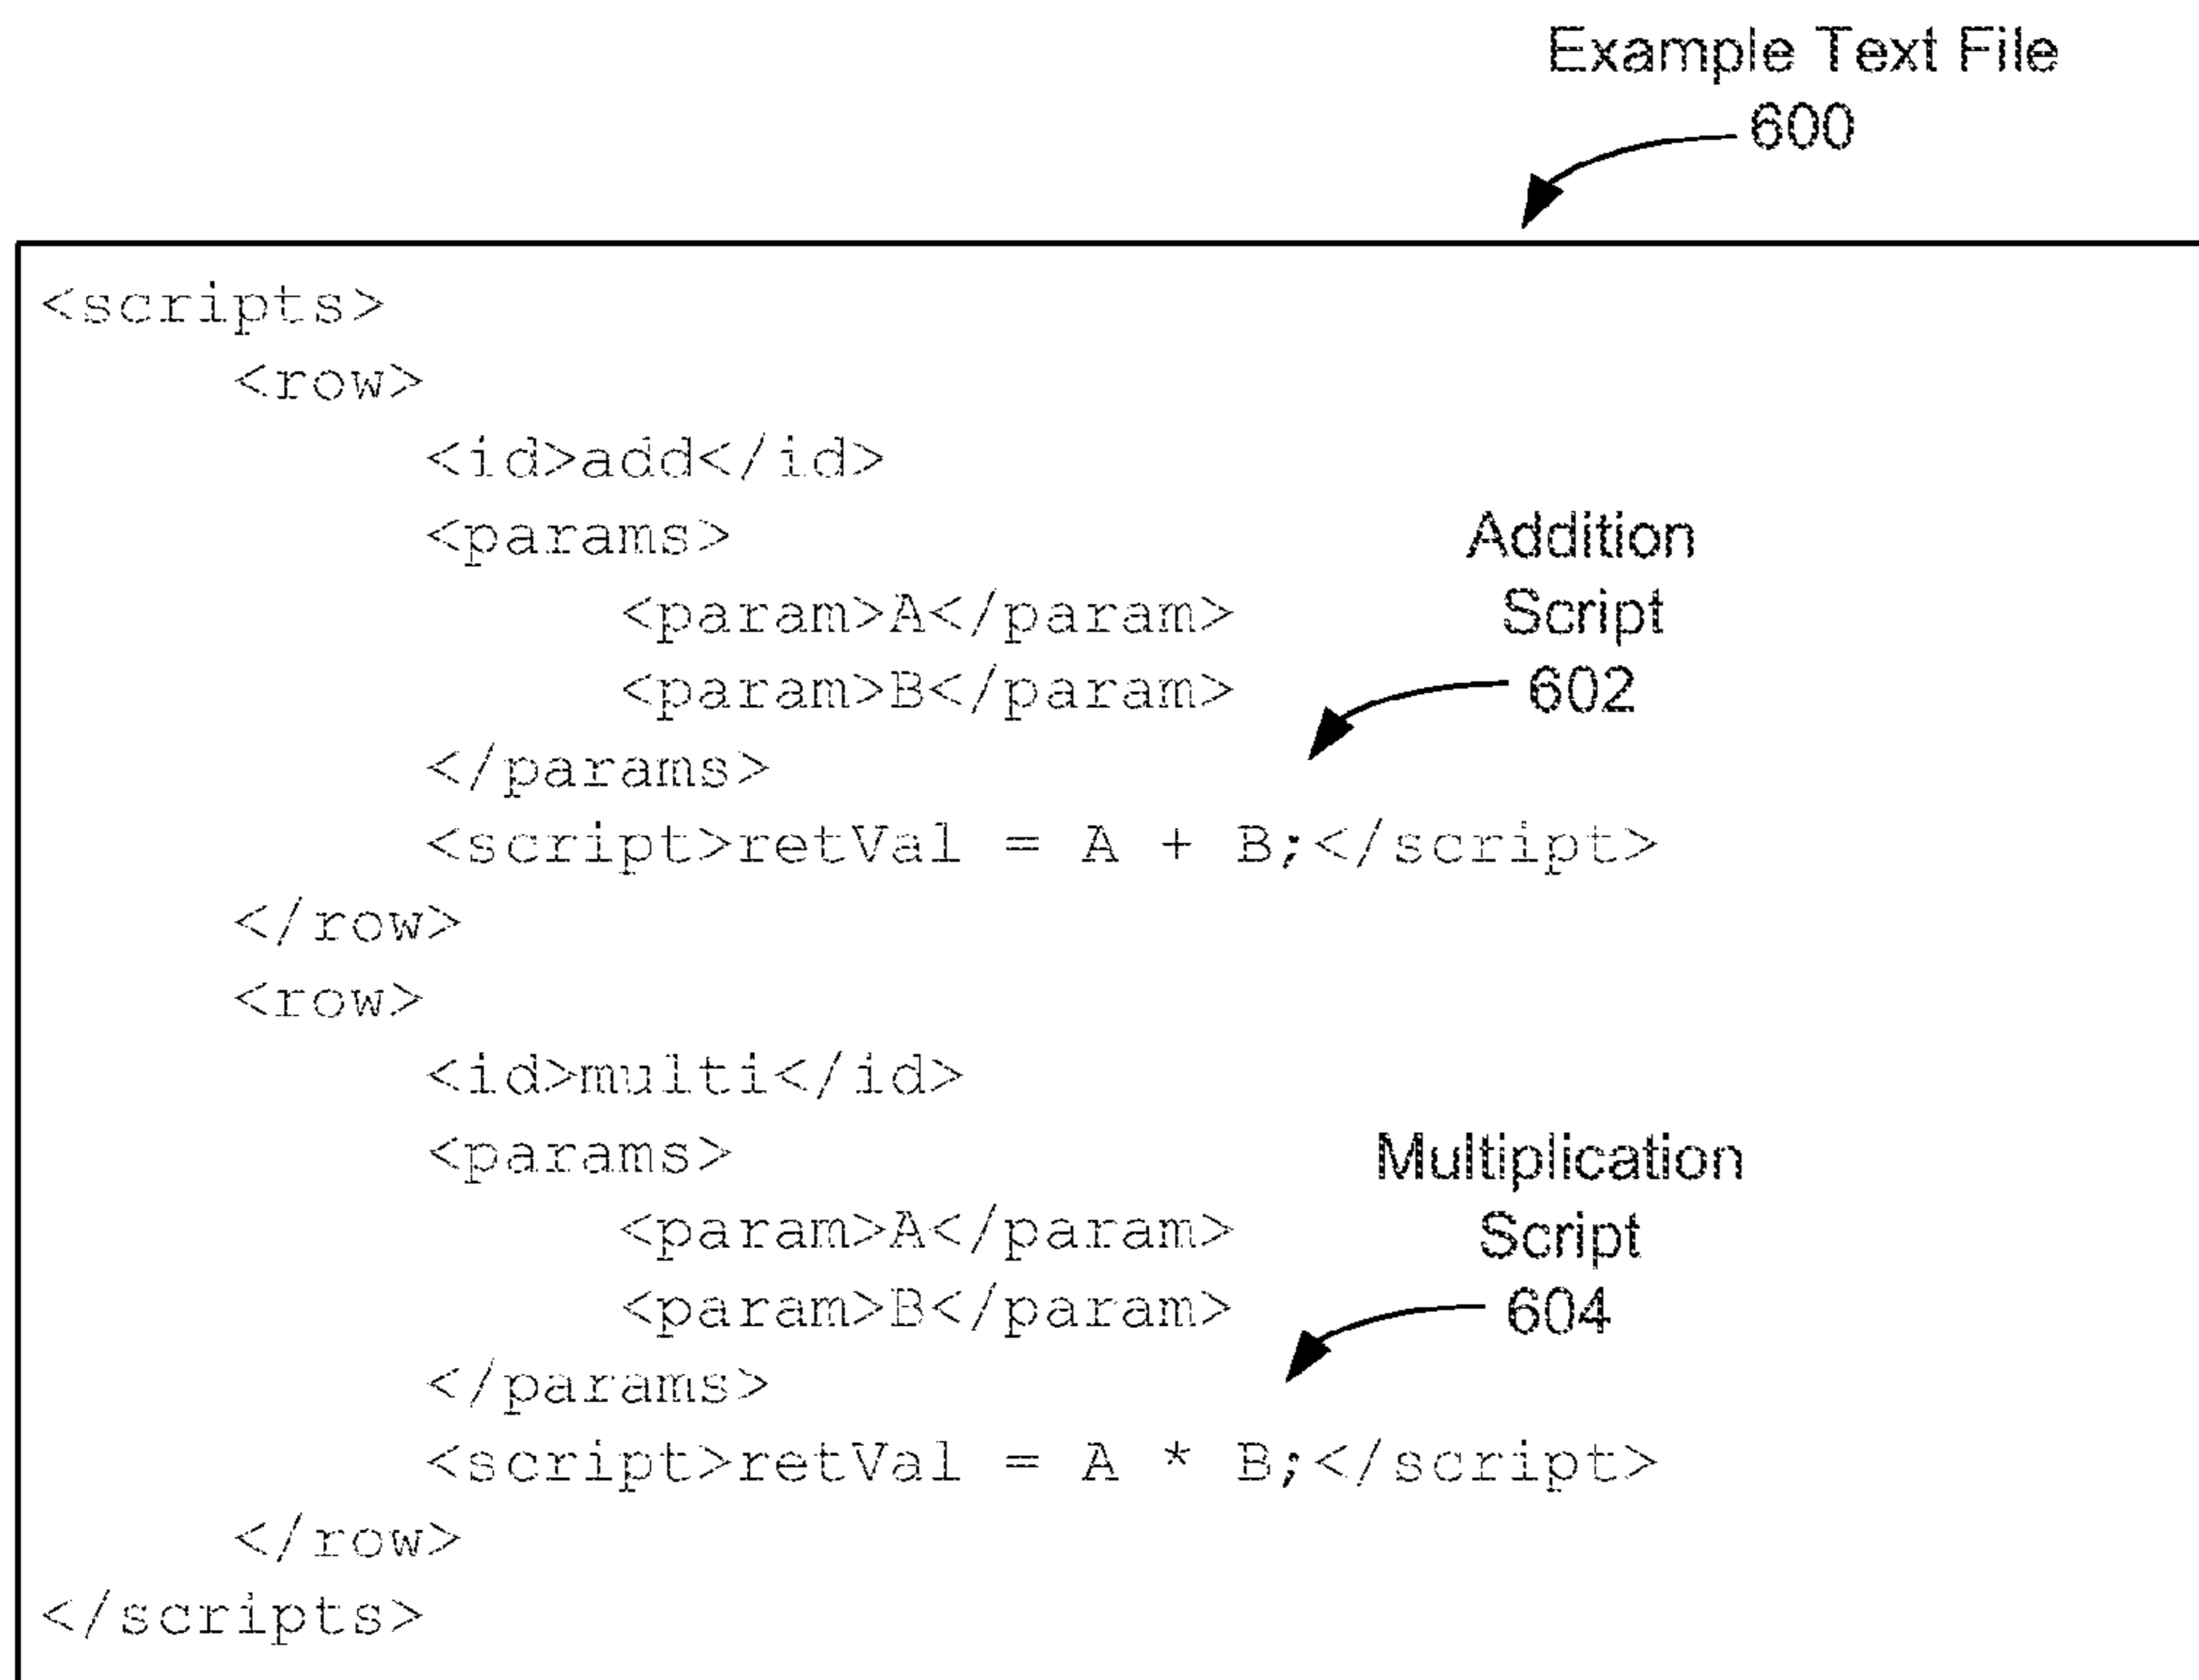 Example Text File
600
<scripts>
<row>
<id>add</id>
<params>
<param>A</param>
<param>B</param>
</params>
<script>retVal = A + B;</script>
Addition
Script
602
</row>
<row>
<id>multi</id>
<params>
<param>A</param>
<param>B</param>
</params>
<script>retVal = A * B;</script>
Multiplication
Script
604
</row>
</scripts>